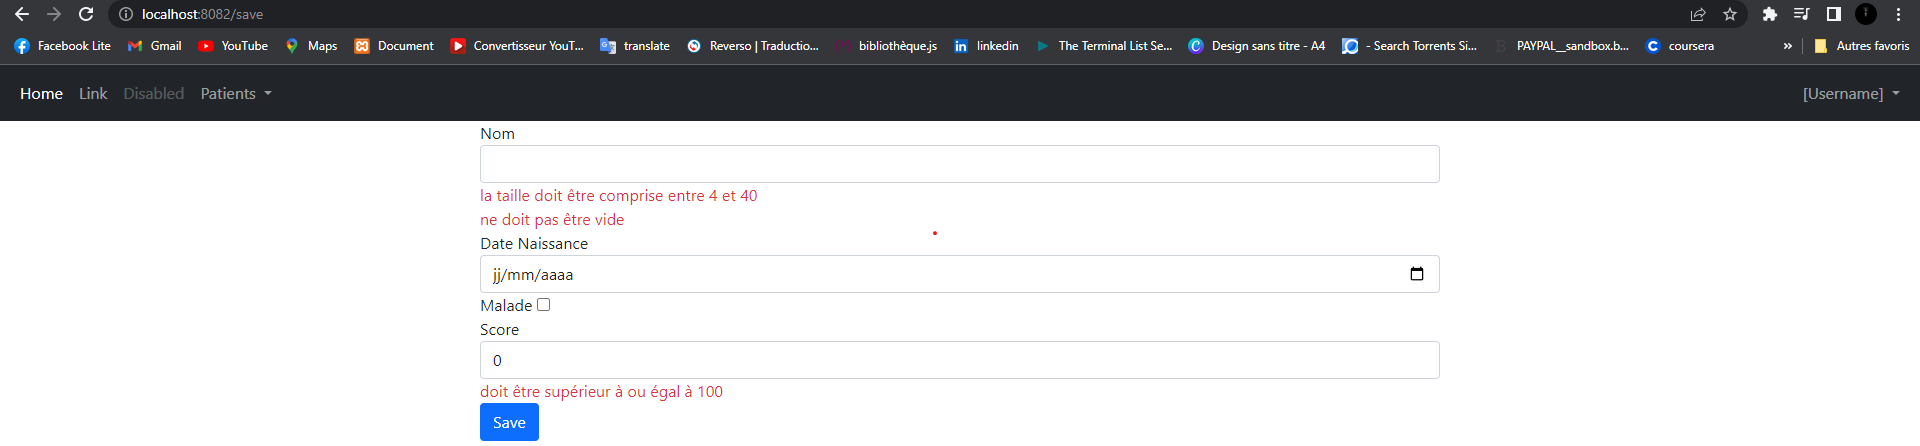 localhost:8082/save
Facebook Lite Gmail YouTube Maps Document Convertisseur YouT... translate Reverso | Traductio... bibliothèque.js linkedin The Terminal List Se... Design sans titre - A4 - Search Torrents Si... PAYPAL__sandbox.b... coursera » Autres favoris
Home Link Disabled Patients [Username]
Nom
la taille doit être comprise entre 4 et 40
ne doit pas être vide
Date Naissance
jj/mm/aaaa
Malade
Score
0
doit être supérieur à ou égal à 100
Save